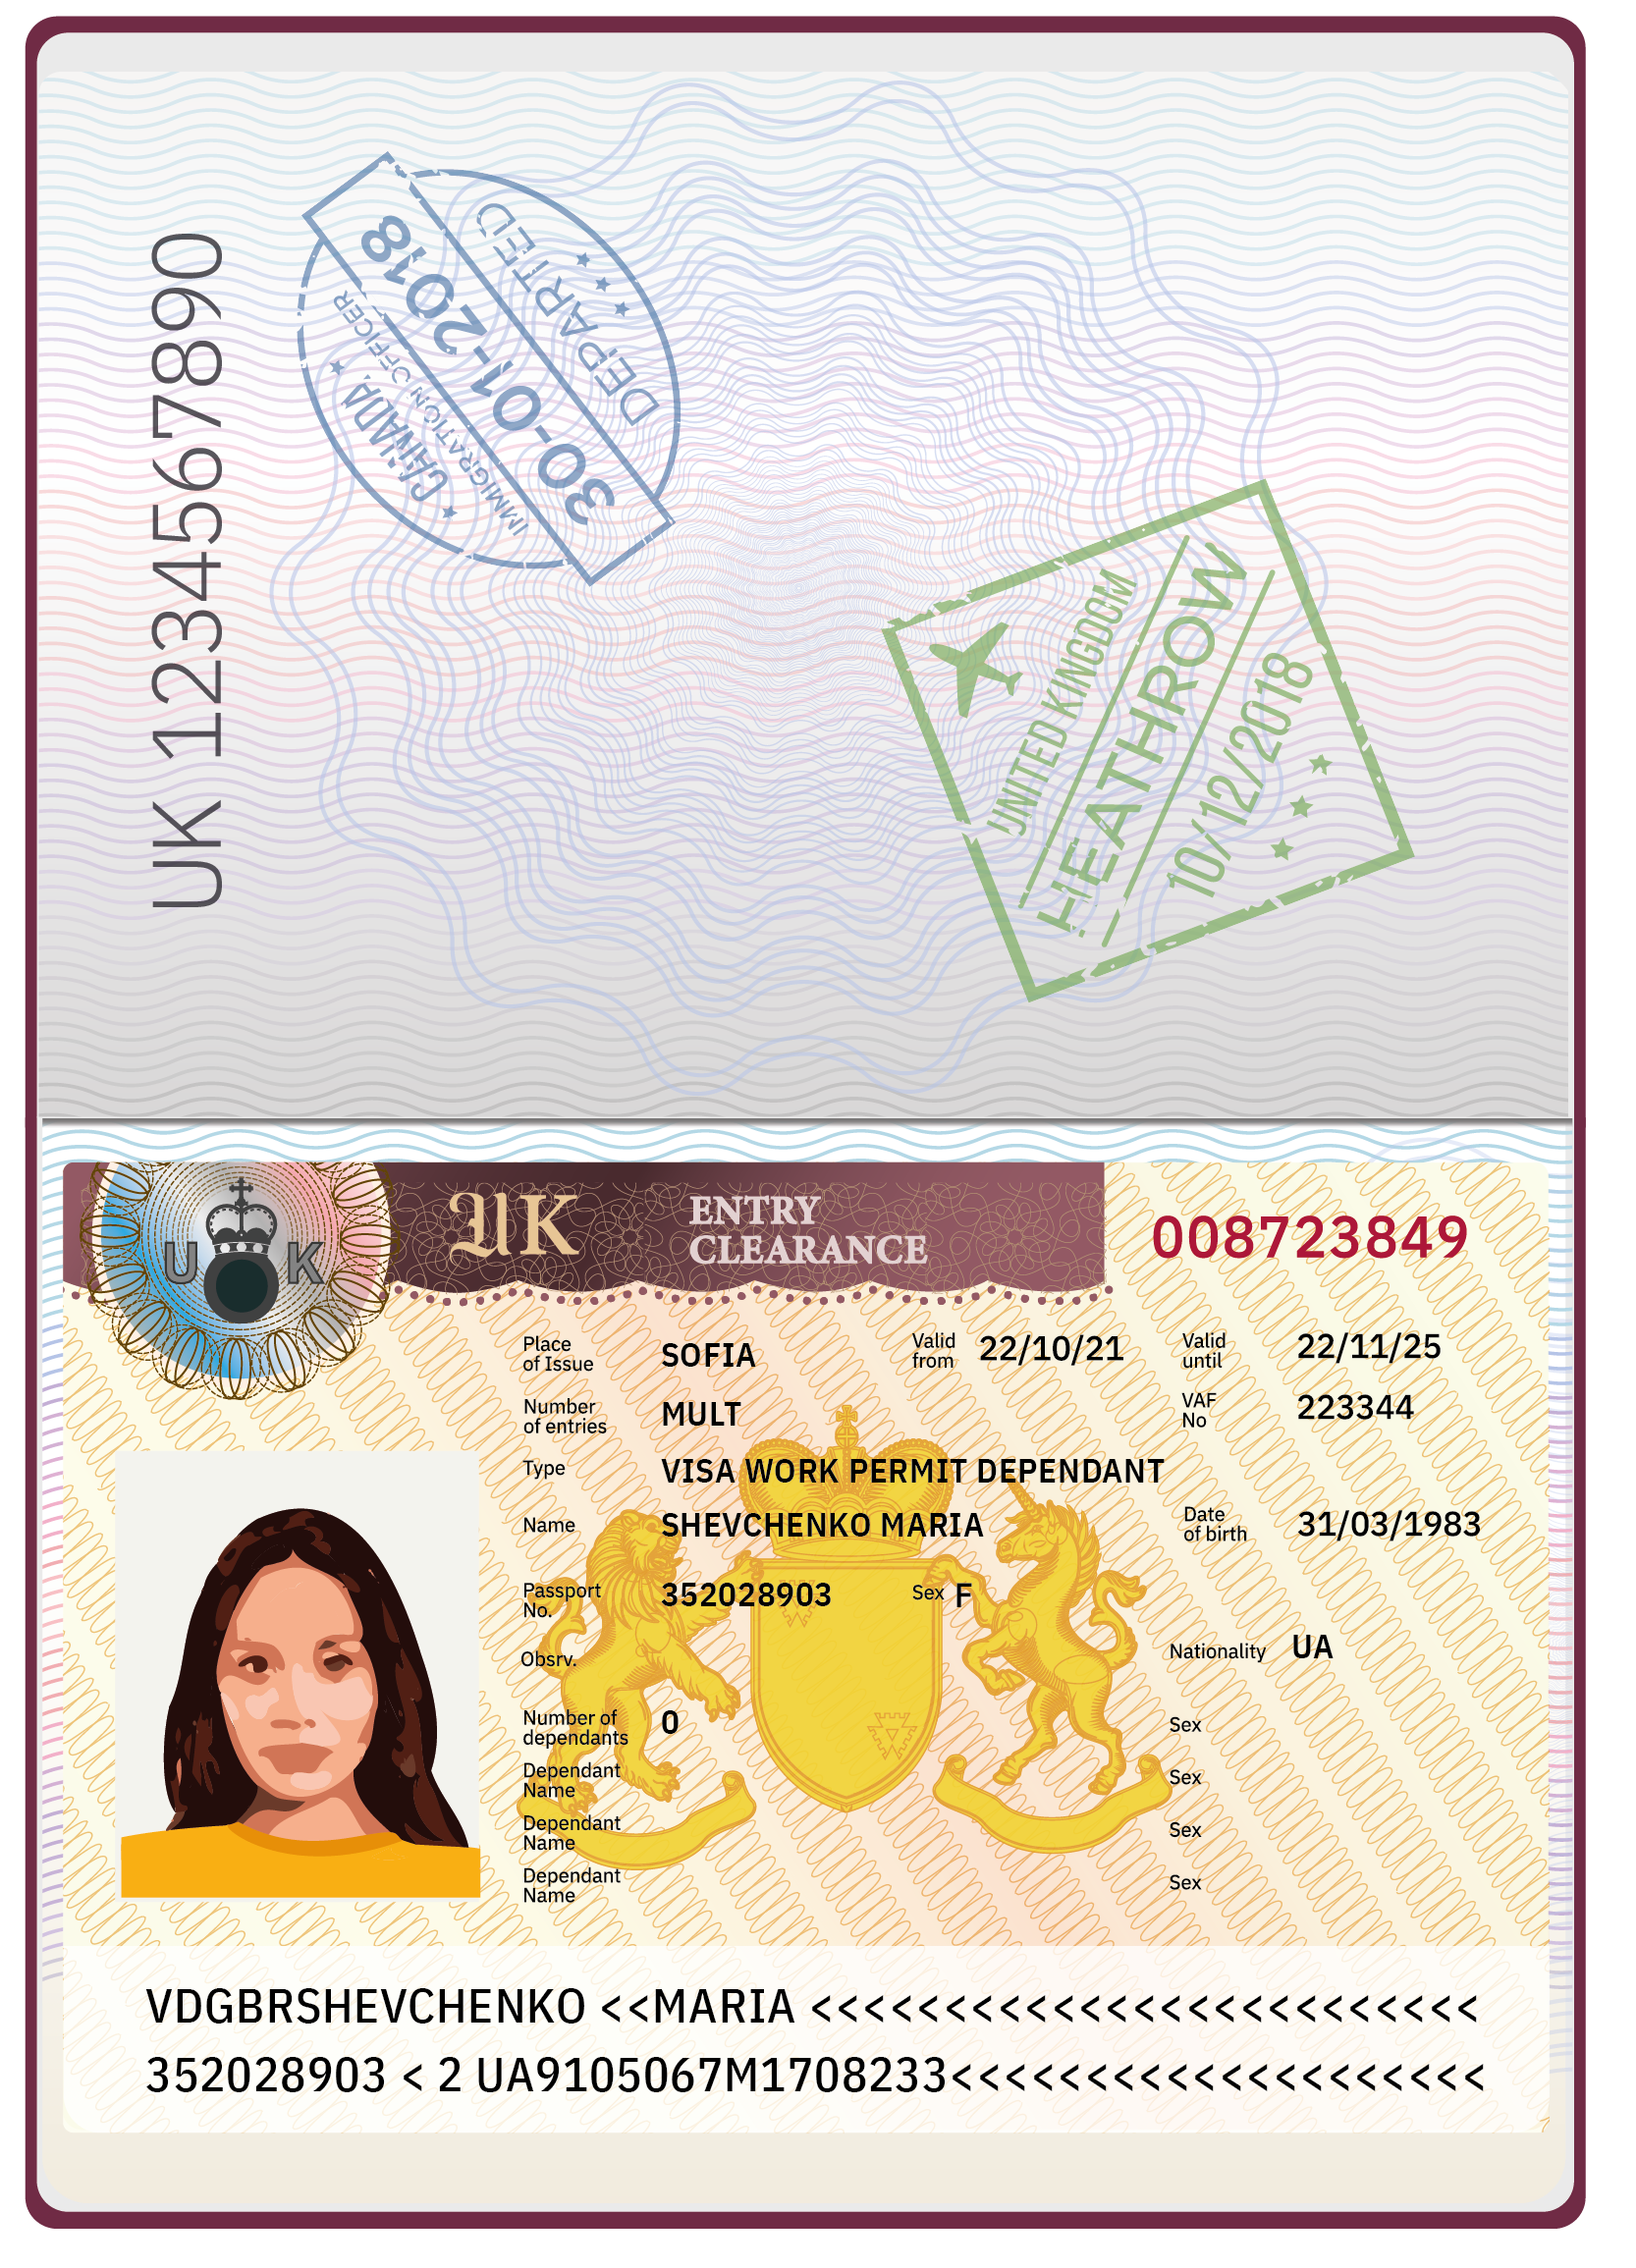 UK 1234567890
DEPARTED
30-01-2018
IMMIGRATION OFFICER
CANADA
UNITED KINGDOM
HEATHROW
10/12/2018
U K
UK
ENTRY
CLEARANCE
008723849
Place of Issue SOFIA Valid from 22/10/21 Valid until 22/11/25
Number of entries MULT VAF No 223344
Type VISA WORK PERMIT DEPENDANT
Name SHEVCHENKO MARIA Date of birth 31/03/1983
Passport No. 352028903 Sex F
Obsrv. Nationality UA
Number of dependants 0 Sex
Dependant Name Sex
Dependant Name Sex
Dependant Name Sex
VDGBRSHEVCHENKO <<MARIA <<<<<<<<<<<<<<<<<<<<<<<<<
352028903 < 2 UA9105067M1708233<<<<<<<<<<<<<<<<<<<<